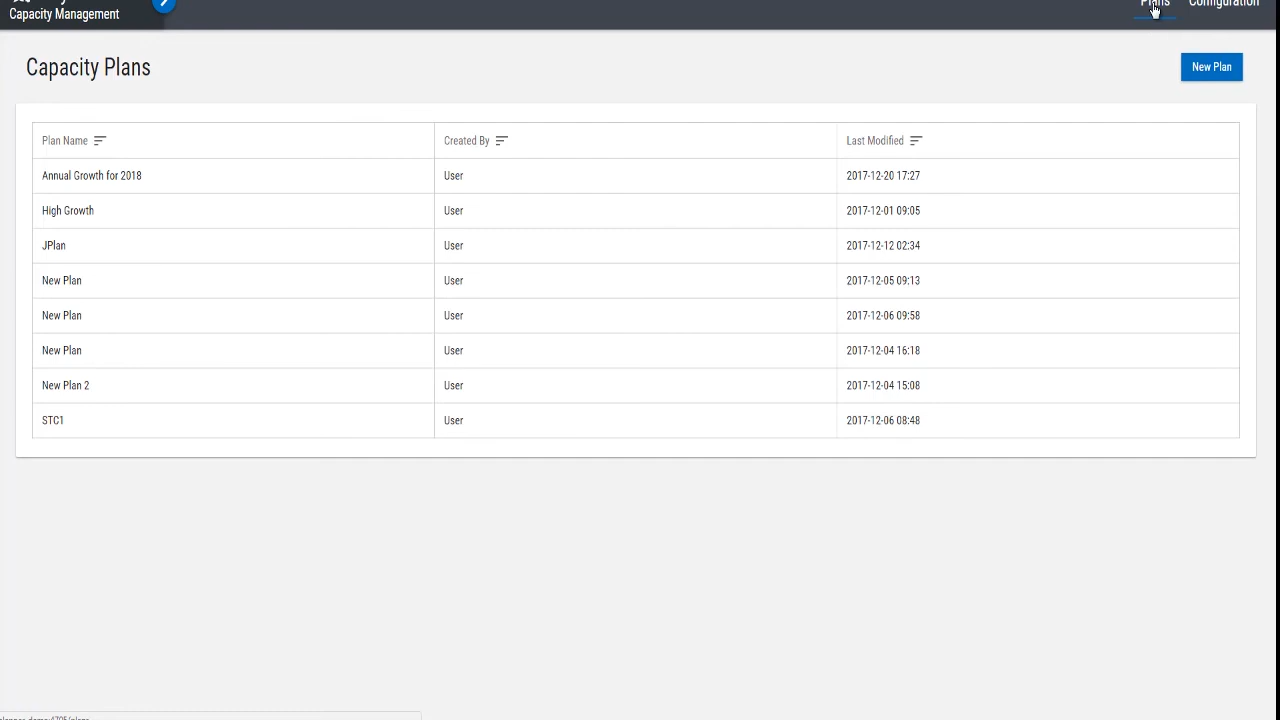 Capacity Management
Plans
Configuration
Capacity Plans
New Plan
Plan Name
Created By
Last Modified
Annual Growth for 2018
User
2017-12-20 17:27
High Growth
User
2017-12-01 09:05
JPlan
User
2017-12-12 02:34
New Plan
User
2017-12-05 09:13
New Plan
User
2017-12-06 09:58
New Plan
User
2017-12-04 16:18
New Plan 2
User
2017-12-04 15:08
STC1
User
2017-12-06 08:48